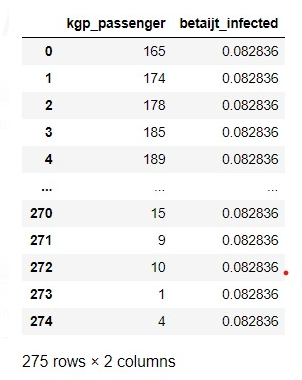 kgp_passenger betaijt_infected
0 165 0.082836
1 174 0.082836
2 178 0.082836
3 185 0.082836
4 189 0.082836
... ... ...
270 15 0.082836
271 9 0.082836
272 10 0.082836
273 1 0.082836
274 4 0.082836
275 rows × 2 columns